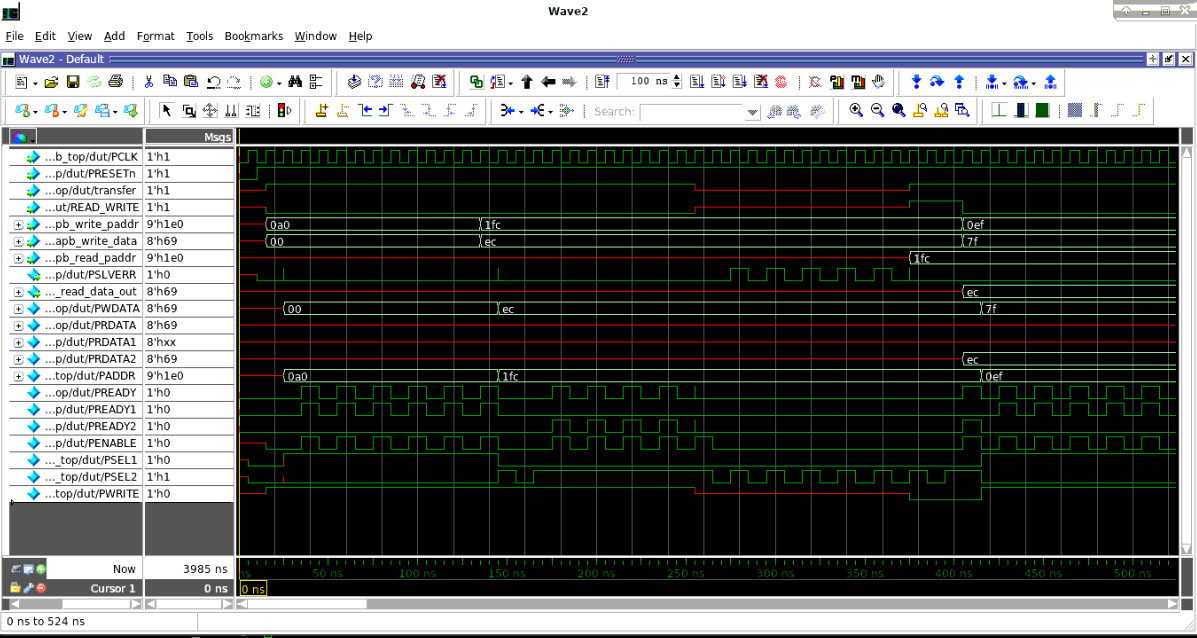 Wave2
File Edit View Add Format Tools Bookmarks Window Help
Wave2 - Default
100 ns
Search:
Msgs
...b_top/dut/PCLK 1'h1
...p/dut/PRESETn 1'h1
...op/dut/transfer 1'h1
...ut/READ_WRITE 1'h1
...pb_write_paddr 9'h1e0 0a0 1fc 0ef
...apb_write_data 8'h69 00 ec 7f
...pb_read_paddr 9'h1e0 1fc
...p/dut/PSLVERR 1'h0
..._read_data_out 8'h69 ec
...op/dut/PWDATA 8'h69 00 ec 7f
...op/dut/PRDATA 8'h69
...p/dut/PRDATA1 8'hxx
...p/dut/PRDATA2 8'h69 ec
...top/dut/PADDR 9'h1e0 0a0 1fc 0ef
...op/dut/PREADY 1'h0
...p/dut/PREADY1 1'h0
...p/dut/PREADY2 1'h0
...p/dut/PENABLE 1'h0
..._top/dut/PSEL1 1'h0
..._top/dut/PSEL2 1'h1
...top/dut/PWRITE 1'h0
Now 3985 ns ns 50 ns 100 ns 150 ns 200 ns 250 ns 300 ns 350 ns 400 ns 450 ns 500 ns
Cursor 1 0 ns 0 ns
0 ns to 524 ns